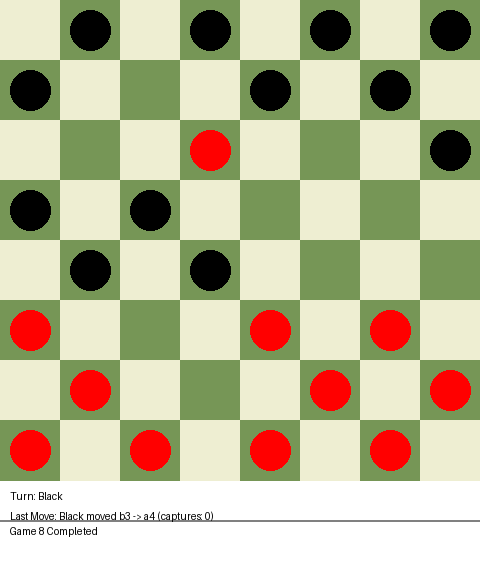 Turn: Black
Last Move: Black moved b3 -> a4 (captures: 0)
Game 8 Completed